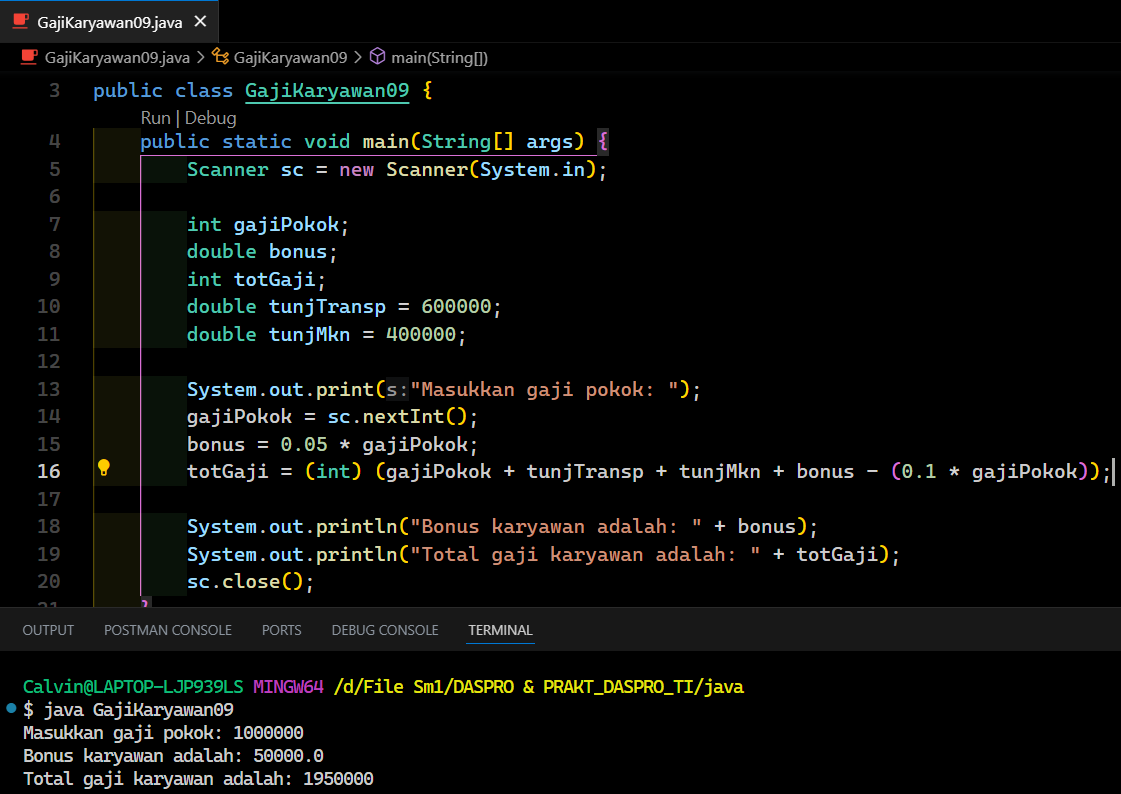 GajiKaryawan09.java ✕
GajiKaryawan09.java > GajiKaryawan09 > main(String[])
3 public class GajiKaryawan09 {
Run | Debug
4 public static void main(String[] args) {
5 Scanner sc = new Scanner(System.in);
6
7 int gajiPokok;
8 double bonus;
9 int totGaji;
10 double tunjTransp = 600000;
11 double tunjMkn = 400000;
12
13 System.out.print(s:"Masukkan gaji pokok: ");
14 gajiPokok = sc.nextInt();
15 bonus = 0.05 * gajiPokok;
16 totGaji = (int) (gajiPokok + tunjTransp + tunjMkn + bonus - (0.1 * gajiPokok));
17
18 System.out.println("Bonus karyawan adalah: " + bonus);
19 System.out.println("Total gaji karyawan adalah: " + totGaji);
20 sc.close();
21 }
OUTPUT POSTMAN CONSOLE PORTS DEBUG CONSOLE TERMINAL
Calvin@LAPTOP-LJP939LS MINGW64 /d/File Sm1/DASPRO & PRAKT_DASPRO_TI/java
$ java GajiKaryawan09
Masukkan gaji pokok: 1000000
Bonus karyawan adalah: 50000.0
Total gaji karyawan adalah: 1950000